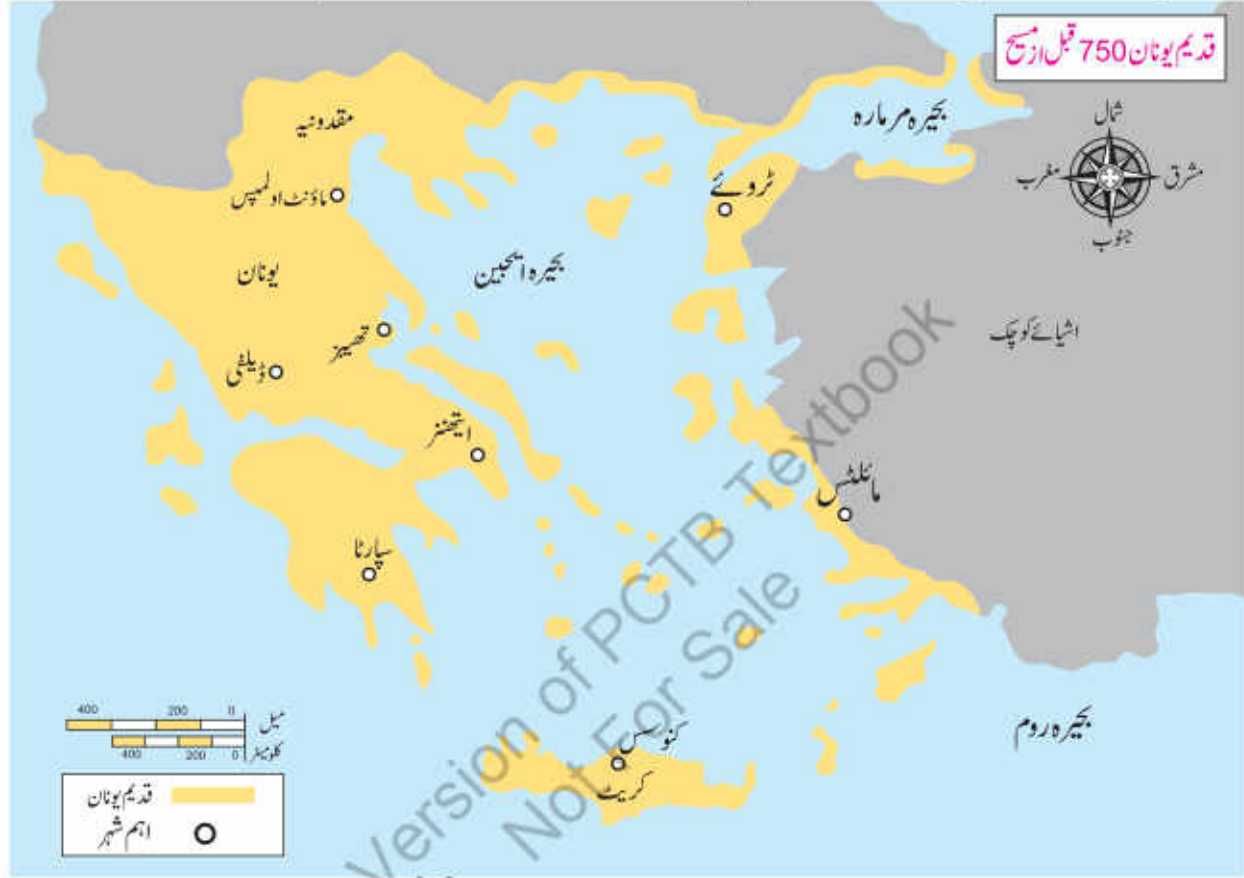 قدیم یونان 750 قبل از مسیح
بحیرہ مرمارہ
شمال
مشرق
مغرب
جنوب
مقدونیہ
ماؤنٹ اولمپس
ٹروئے
یونان
بحیرہ ایجین
اشیائے کوچک
تھیبز
ڈیلفی
ایتھنز
مائلٹس
سپارٹا
بحیرہ روم
کنوسس
کریٹ
400 200 0 میل
400 200 0 کلومیٹر
قدیم یونان
اہم شہر
Version of PCTB Textbook
Not For Sale